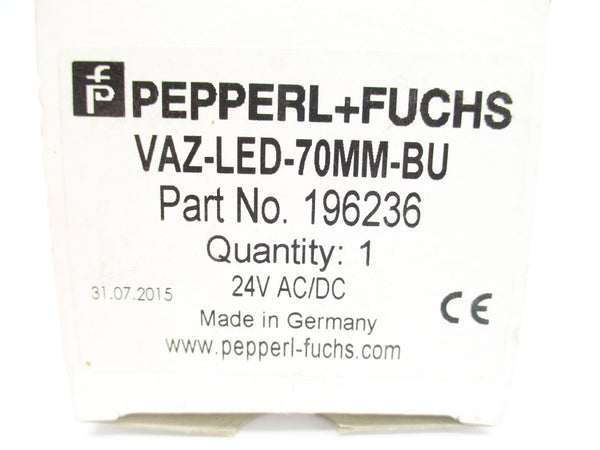 PEPPERL+FUCHS
VAZ-LED-70MM-BU
Part No. 196236
Quantity: 1
31.07.2015
24V AC/DC
CE
Made in Germany
www.pepperl-fuchs.com